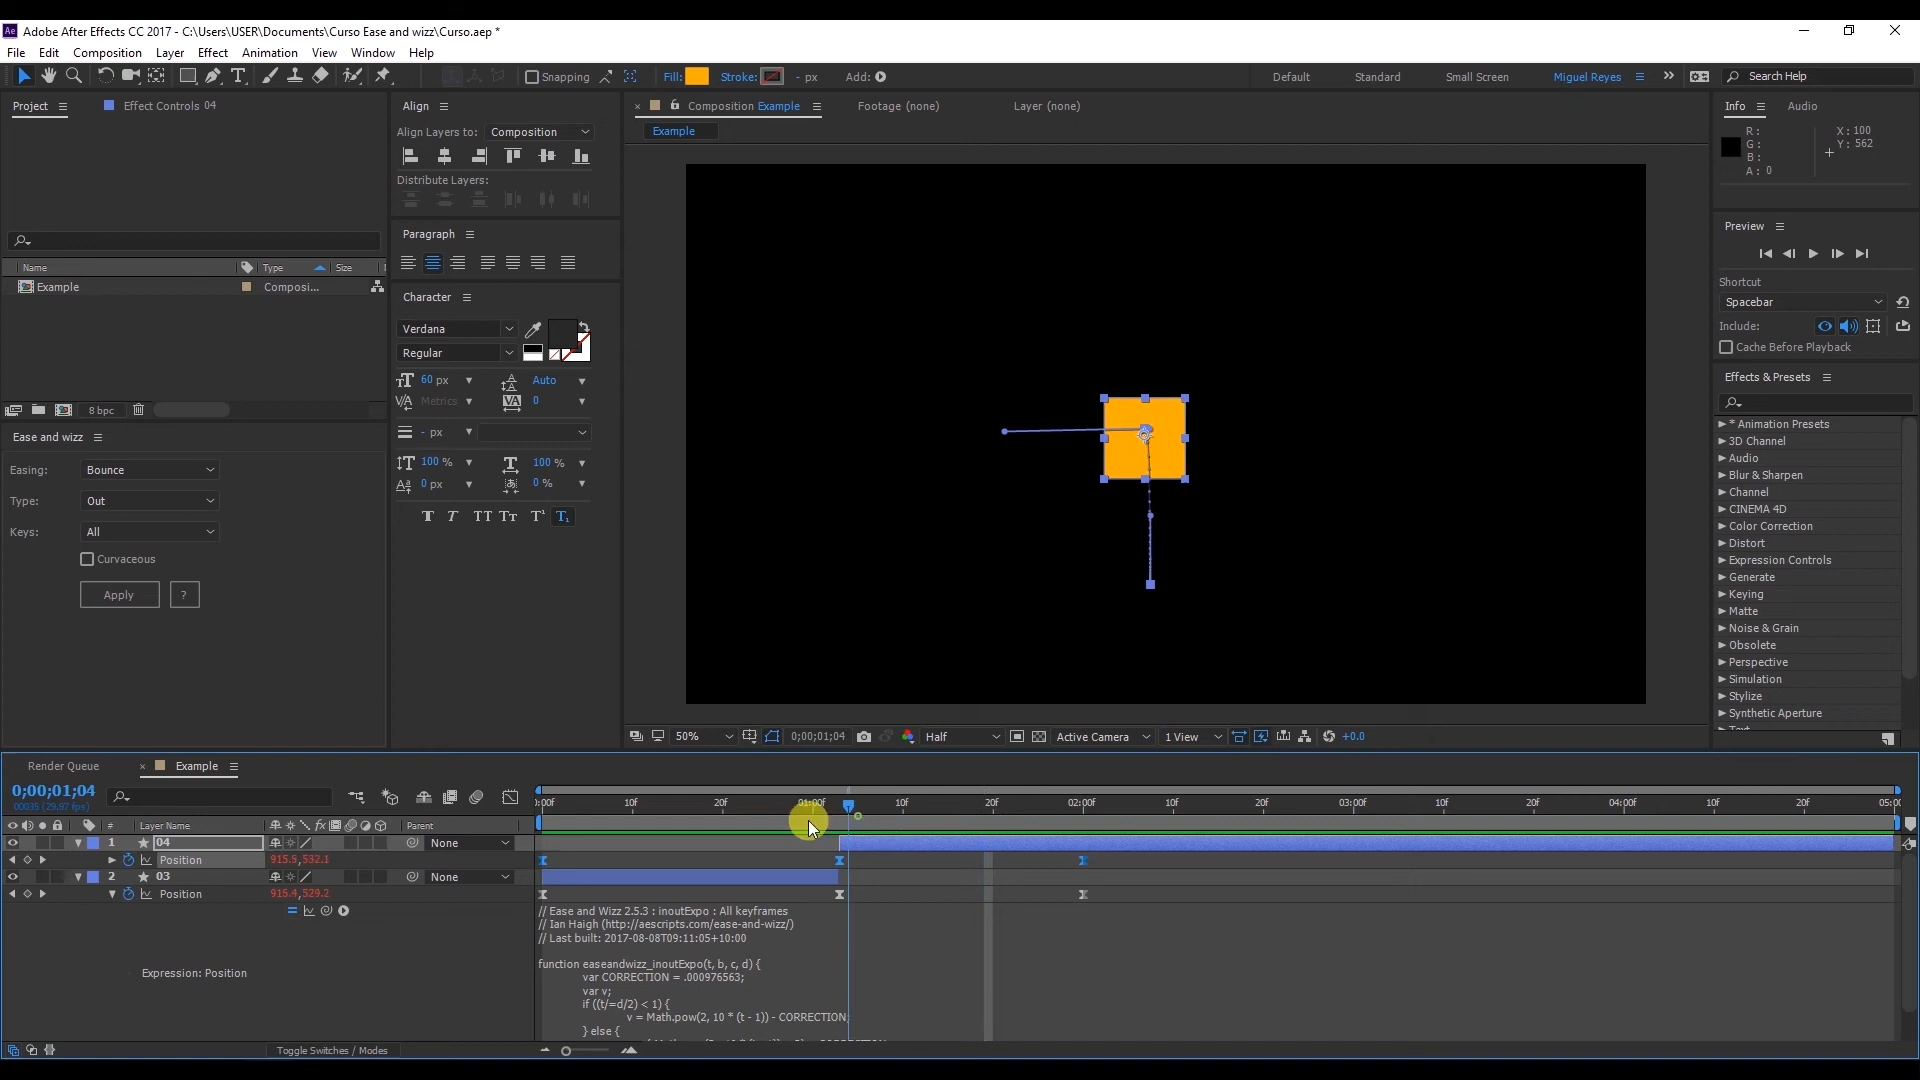 Adobe After Effects CC 2017 - C:\Users\USER\Documents\Curso Ease and wizz\Curso.aep *
File Edit Composition Layer Effect Animation View Window Help
Snapping Fill: Stroke: - px Add: Default Standard Small Screen Miguel Reyes Search Help
Project Effect Controls 04
Name Type Size
Example Composi...
8 bpc
Ease and wizz
Easing: Bounce
Type: Out
Keys: All
Curvaceous
Apply ?
Align
Align Layers to: Composition
Distribute Layers:
Paragraph
Character
Verdana
Regular
60 px Auto
Metrics 0
- px
100 % 100 %
0 px 0 %
Composition Example Footage (none) Layer (none)
Example
50% 0;00;01;04 Half Active Camera 1 View +0.0
Info Audio
R: X: 100
G: Y: 562
B:
A: 0
Preview
Shortcut
Spacebar
Include:
Cache Before Playback
Effects & Presets
* Animation Presets
3D Channel
Audio
Blur & Sharpen
Channel
CINEMA 4D
Color Correction
Distort
Expression Controls
Generate
Keying
Matte
Noise & Grain
Obsolete
Perspective
Simulation
Stylize
Synthetic Aperture
Render Queue Example
0;00;01;04
00035 (29.97 fps)
# Layer Name Parent
1 04 None
Position 915.5,532.1
2 03 None
Position 915.4,529.2
Expression: Position
Toggle Switches / Modes
:00f 10f 20f 01:00f 10f 20f 02:00f 10f 20f 03:00f 10f 20f 04:00f 10f 20f 05:00
// Ease and Wizz 2.5.3 : inoutExpo : All keyframes
// Ian Haigh (http://aescripts.com/ease-and-wizz/)
// Last built: 2017-08-08T09:11:05+10:00
function easeandwizz_inoutExpo(t, b, c, d) {
var CORRECTION = .000976563;
var v;
if ((t/=d/2) < 1) {
v = Math.pow(2, 10 * (t - 1)) - CORRECTION;
} else {